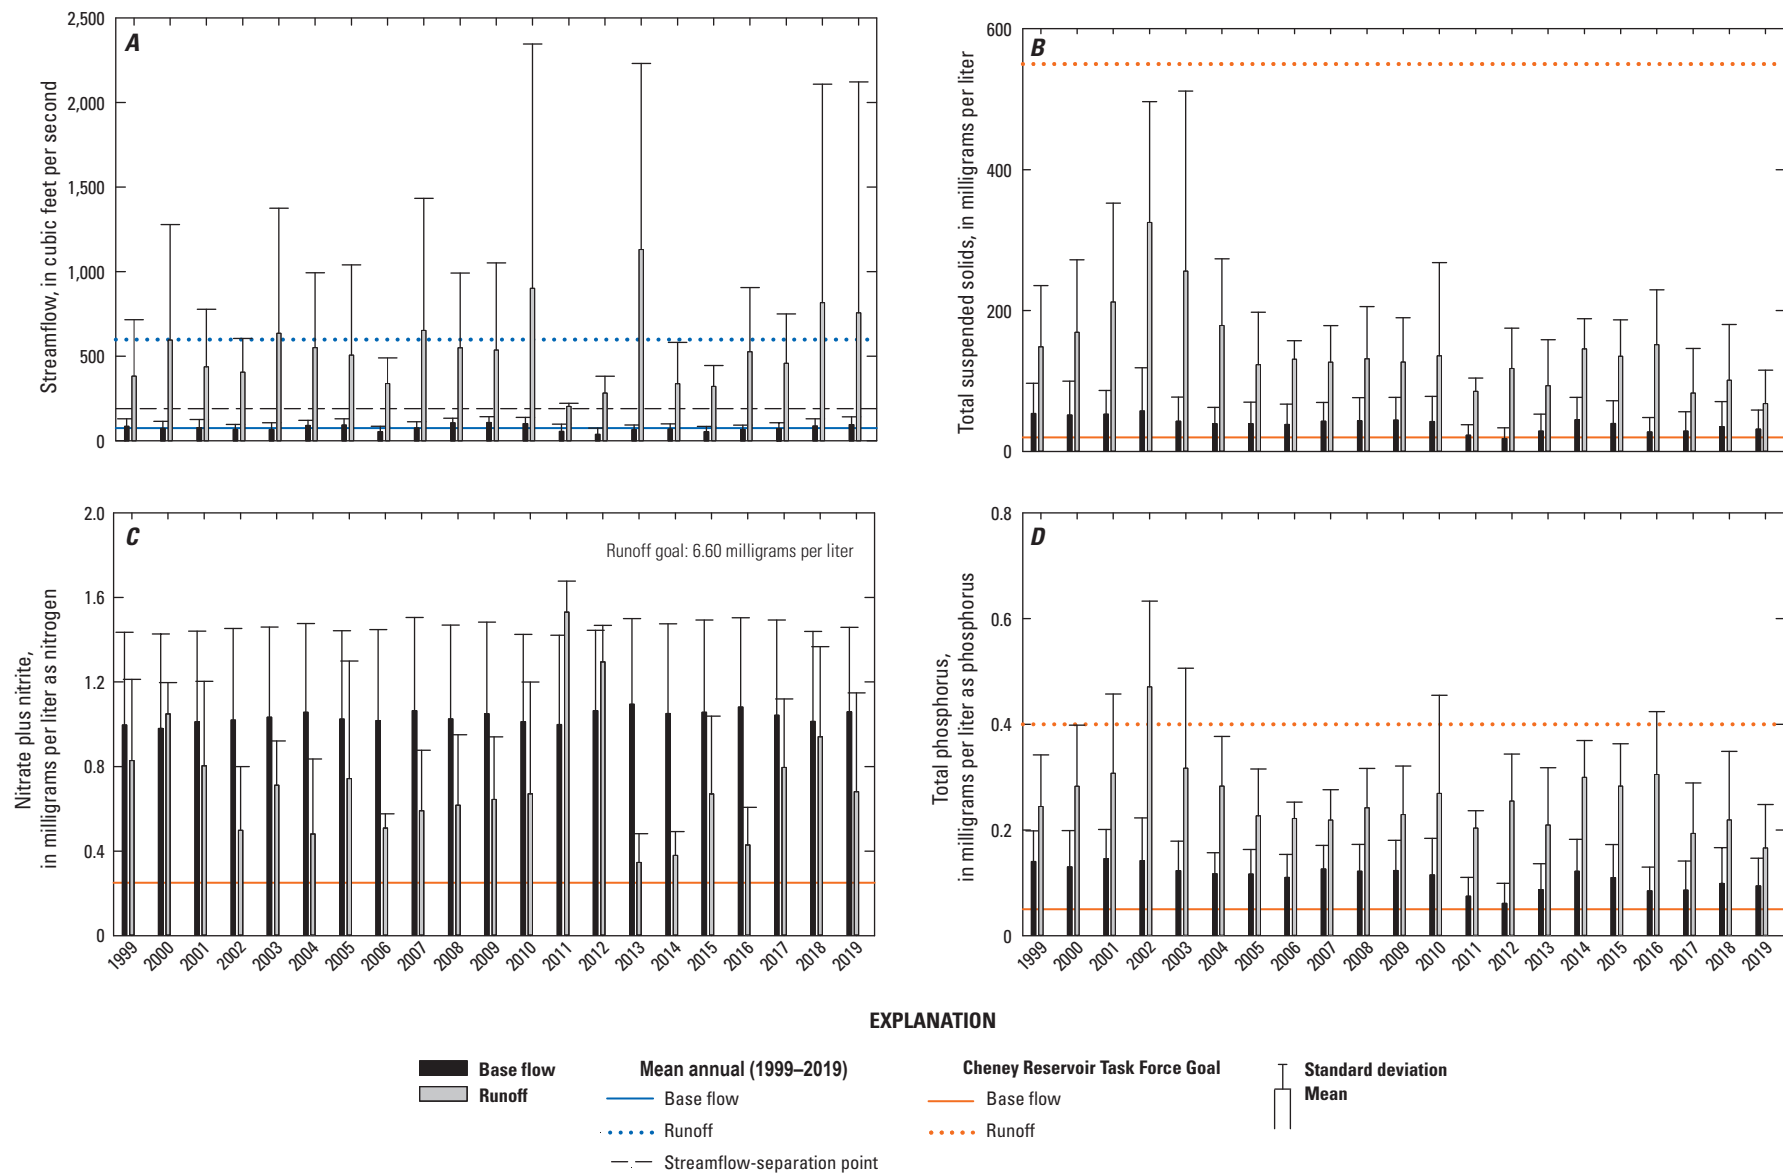 A
Streamflow, in cubic feet per second
2,500
2,000
1,500
1,000
500
0
B
Total suspended solids, in milligrams per liter
600
400
200
0
C
Runoff goal: 6.60 milligrams per liter
Nitrate plus nitrite,
in milligrams per liter as nitrogen
2.0
1.6
1.2
0.8
0.4
0
1999
2000
2001
2002
2003
2004
2005
2006
2007
2008
2009
2010
2011
2012
2013
2014
2015
2016
2017
2018
2019
D
Total phosphorus,
in milligrams per liter as phosphorus
0.8
0.6
0.4
0.2
0
1999
2000
2001
2002
2003
2004
2005
2006
2007
2008
2009
2010
2011
2012
2013
2014
2015
2016
2017
2018
2019
EXPLANATION
Base flow
Runoff
Mean annual (1999–2019)
Base flow
Runoff
Streamflow-separation point
Cheney Reservoir Task Force Goal
Base flow
Runoff
Standard deviation
Mean